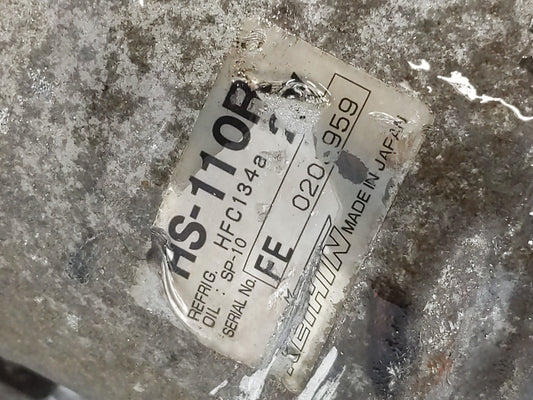 HS-110R
REFRIG. HFC134a
OIL : SP-10
SERIAL No. FE 020 959
KEIHIN MADE IN JAPAN